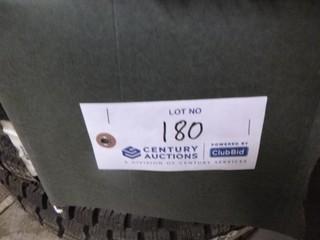 LOT NO
180
CENTURY AUCTIONS
POWERED BY
ClubBid
A DIVISION OF CENTURY SERVICES